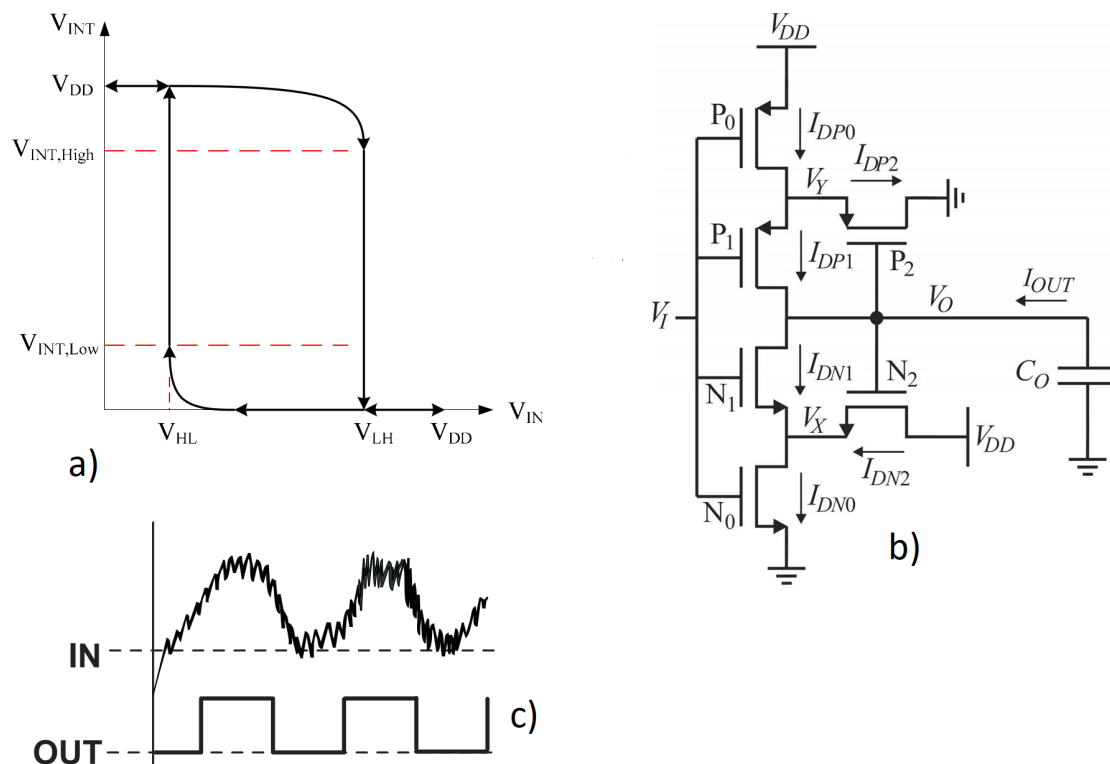 V_INT
V_DD
V_INT,High
V_INT,Low
V_HL
V_LH
V_DD
V_IN
a)
V_DD
P_0
I_DP0
V_Y
I_DP2
P_1
I_DP1
P_2
I_OUT
V_I
V_O
N_1
I_DN1
N_2
C_O
V_X
V_DD
I_DN2
N_0
I_DN0
b)
IN
c)
OUT